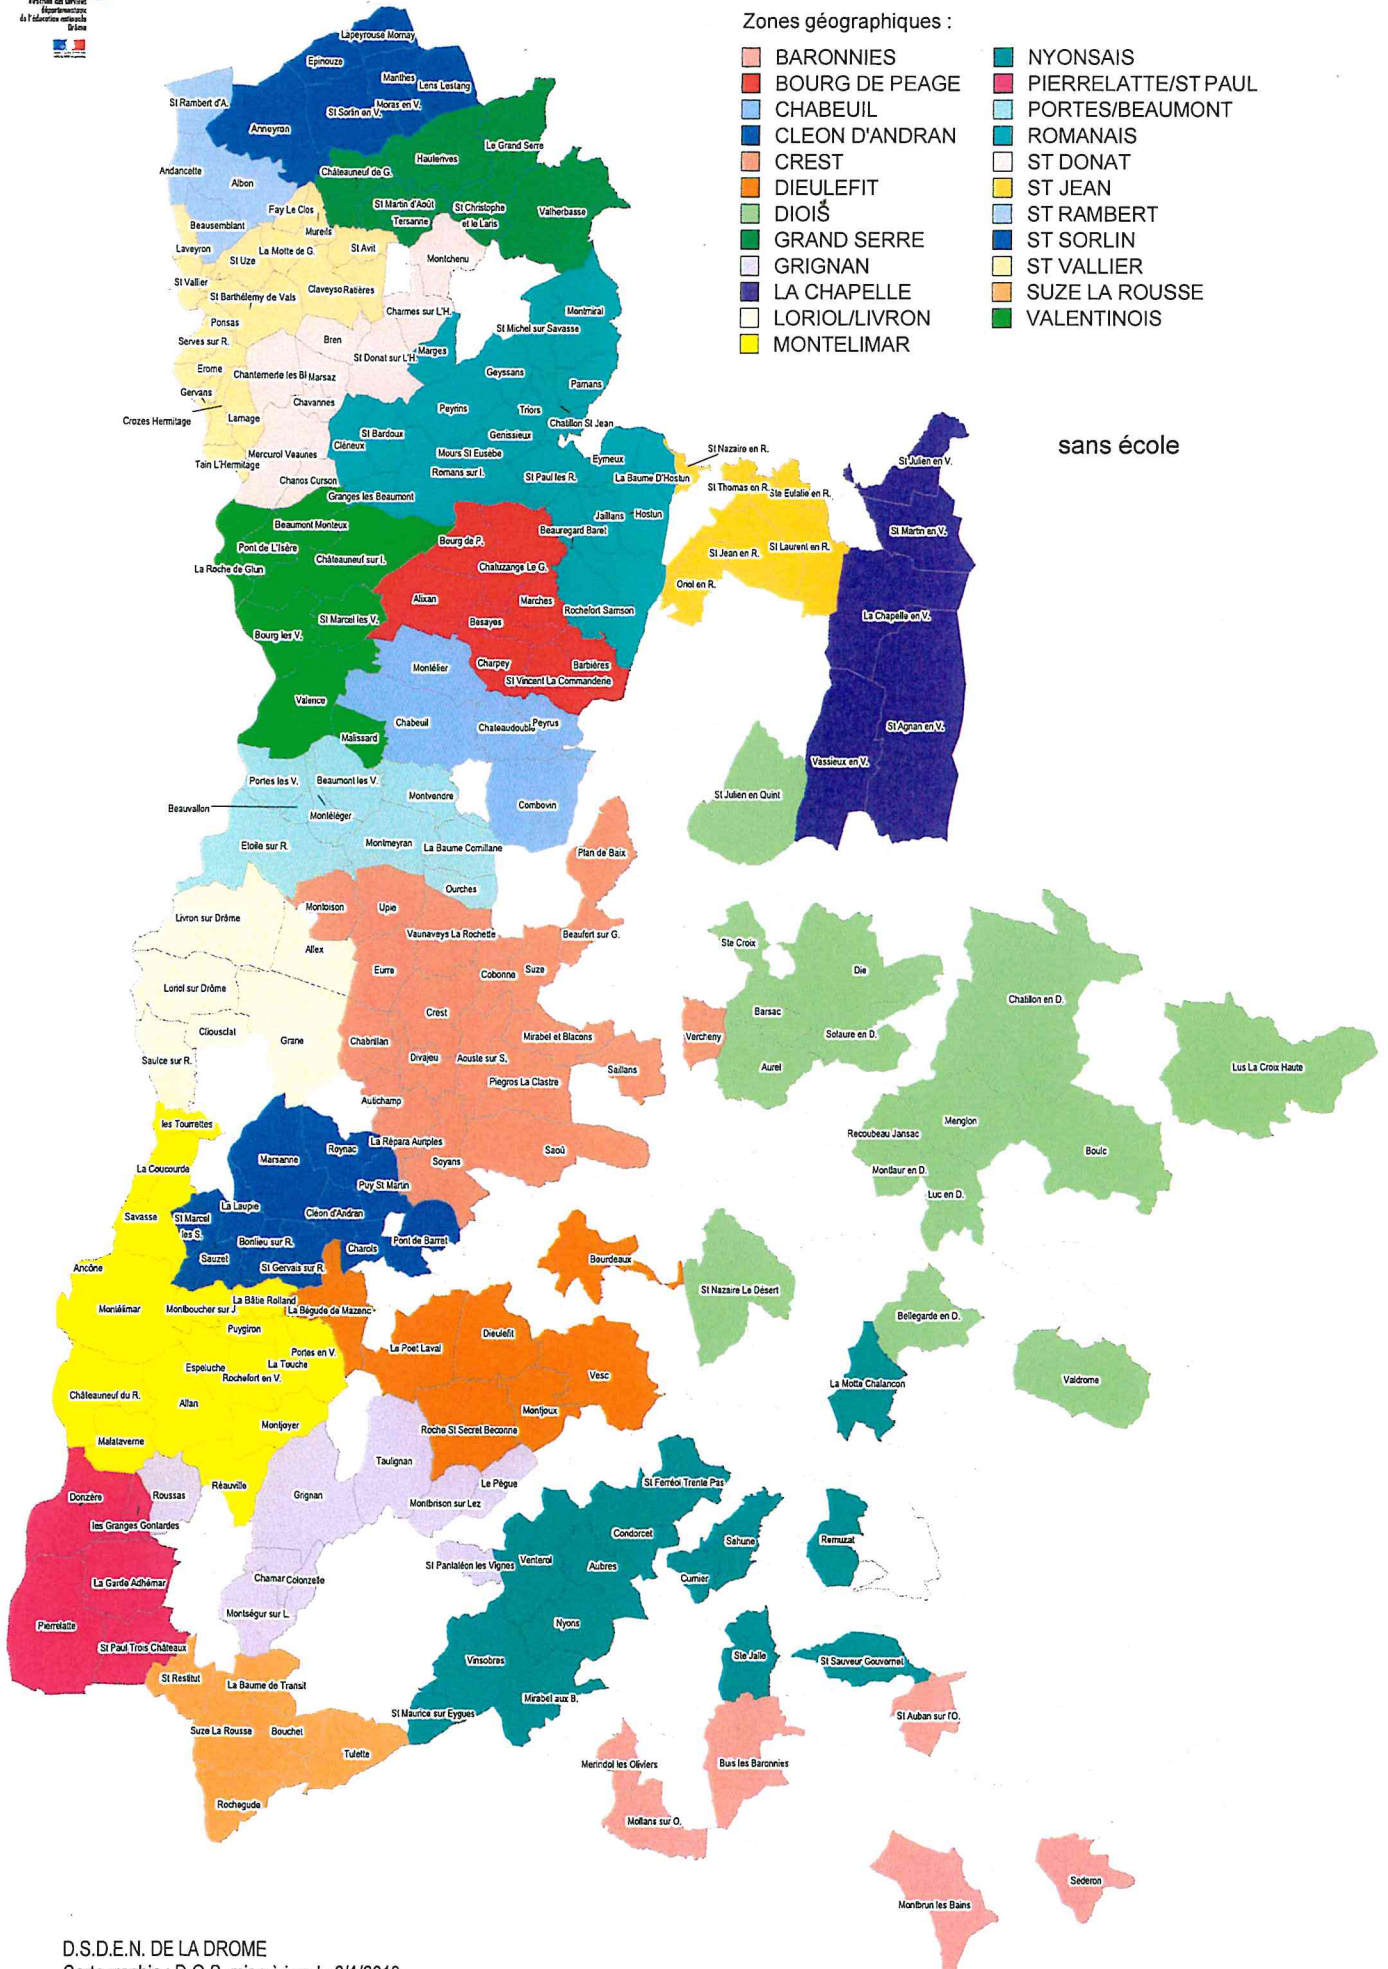 Direction des services
départementaux
de l'éducation nationale
Drôme
Zones géographiques :
BARONNIES
BOURG DE PEAGE
CHABEUIL
CLEON D'ANDRAN
CREST
DIEULEFIT
DIOIS
GRAND SERRE
GRIGNAN
LA CHAPELLE
LORIOL/LIVRON
MONTELIMAR
NYONSAIS
PIERRELATTE/ST PAUL
PORTES/BEAUMONT
ROMANAIS
ST DONAT
ST JEAN
ST RAMBERT
ST SORLIN
ST VALLIER
SUZE LA ROUSSE
VALENTINOIS
sans école
Lapeyrouse Mornay
Epinouze
Manthes
Lens Lestang
St Rambert d'A.
Moras en V.
St Sorlin en V.
Anneyron
Le Grand Serre
Hauterives
Andancette
Châteauneuf de G.
Albon
St Martin d'Août
St Christophe
et le Laris
Fay Le Clos
Tersanne
Valherbasse
Beausemblant
Mureils
Laveyron
La Motte de G.
St Avit
St Uze
Montchenu
St Vallier
St Barthélemy de Vals
Claveyso
Ratières
Charmes sur L'H.
Montmiral
Ponsas
St Michel sur Savasse
Serves sur R.
Bren
St Donat sur L'H.
Marges
Erome
Chantemerle les Bl
Marsaz
Geyssans
Parnans
Gervans
Chavannes
Peyrins
Triors
Crozes Hermitage
Larnage
Chatillon St Jean
St Bardoux
Génissieux
Clérieux
Mours St Eusèbe
St Nazaire en R.
Mercurol
Veaunes
Eymeux
St Julien en V.
Tain L'Hermitage
Romans sur I.
St Paul les R.
La Baume D'Hostun
Chanos Curson
St Thomas en R.
Ste Eulalie en R.
Granges les Beaumont
Jaillans
Hostun
Beaumont Monteux
Beauregard Baret
St Martin en V.
Pont de L'Isère
Bourg de P.
St Jean en R.
St Laurent en R.
Châteauneuf sur I.
La Roche de Glun
Chatuzange Le G.
Oriol en R.
Alixan
Marches
Rochefort Samson
St Marcel les V.
La Chapelle en V.
Besayes
Bourg les V.
Montélier
Charpey
Barbières
St Vincent La Commanderie
Valence
Chabeuil
Chateaudouble
Peyrus
St Agnan en V.
Malissard
Vassieux en V.
Portes les V.
Beaumont les V.
Montvendre
St Julien en Quint
Beauvallon
Montéléger
Combovin
Etoile sur R.
Montmeyran
La Baume Cornillane
Plan de Baix
Ourches
Montoison
Upie
Livron sur Drôme
Vaunaveys La Rochette
Beaufort sur G.
Ste Croix
Allex
Eurre
Cobonne
Suze
Die
Loriol sur Drôme
Chatillon en D.
Crest
Barsac
Cliousclat
Grane
Chabrillan
Mirabel et Blacons
Vercheny
Solaure en D.
Saulce sur R.
Divajeu
Aouste sur S.
Saillans
Aurel
Lus La Croix Haute
Piegros La Clastre
Autichamp
les Tourrettes
Menglon
La Répara Auriples
Recoubeau Jansac
Roynac
Saoû
Boulc
Marsanne
Soyans
La Coucourde
Montlaur en D.
Puy St Martin
Luc en D.
La Laupie
Savasse
St Marcel
les S.
Cléon d'Andran
Bonlieu sur R.
Charols
Pont de Barret
Sauzet
St Gervais sur R.
Bourdeaux
Ancône
St Nazaire Le Désert
La Bâtie Rolland
Montélimar
Montboucher sur J
La Bégude de Mazenc
Bellegarde en D.
Puygiron
Dieulefit
Portes en V.
Le Poet Laval
Espeluche
La Touche
Rochefort en V.
Vesc
Valdrome
La Motte Chalancon
Châteauneuf du R.
Allan
Montjoux
Montjoyer
Roche St Secret Beconne
Malataverne
Taulignan
Réauville
Le Pègue
St Ferréol Trente Pas
Donzère
Roussas
Grignan
Montbrison sur Lez
les Granges Gontardes
Condorcet
Sahune
Remuzat
St Pantaléon les Vignes
Venterol
Aubres
La Garde Adhémar
Chamar
Colonzelle
Curnier
Montségur sur L.
Pierrelatte
Nyons
St Paul Trois Châteaux
Vinsobres
Ste Jalle
St Sauveur Gouvernet
St Restitut
La Baume de Transit
Mirabel aux B.
St Maurice sur Eygues
St Auban sur l'O.
Suze La Rousse
Bouchet
Tulette
Merindol les Oliviers
Buis les Baronnies
Rochegude
Mollans sur O.
Séderon
Montbrun les Bains
D.S.D.E.N. DE LA DROME